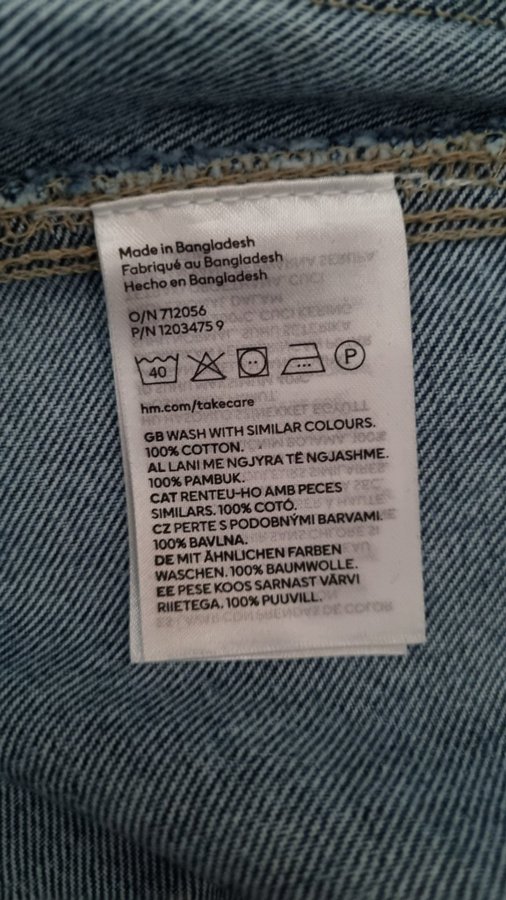 Made in Bangladesh
Fabriqué au Bangladesh
Hecho en Bangladesh
O/N 712056
P/N 1203475 9
40
P
hm.com/takecare
GB WASH WITH SIMILAR COLOURS.
100% COTTON.
AL LANI ME NGJYRA TË NGJASHME.
100% PAMBUK.
CAT RENTEU-HO AMB PECES
SIMILARS. 100% COTÓ.
CZ PERTE S PODOBNÝMI BARVAMI.
100% BAVLNA.
DE MIT ÄHNLICHEN FARBEN
WASCHEN. 100% BAUMWOLLE.
EE PESE KOOS SARNAST VÄRVI
RIIETEGA. 100% PUUVILL.